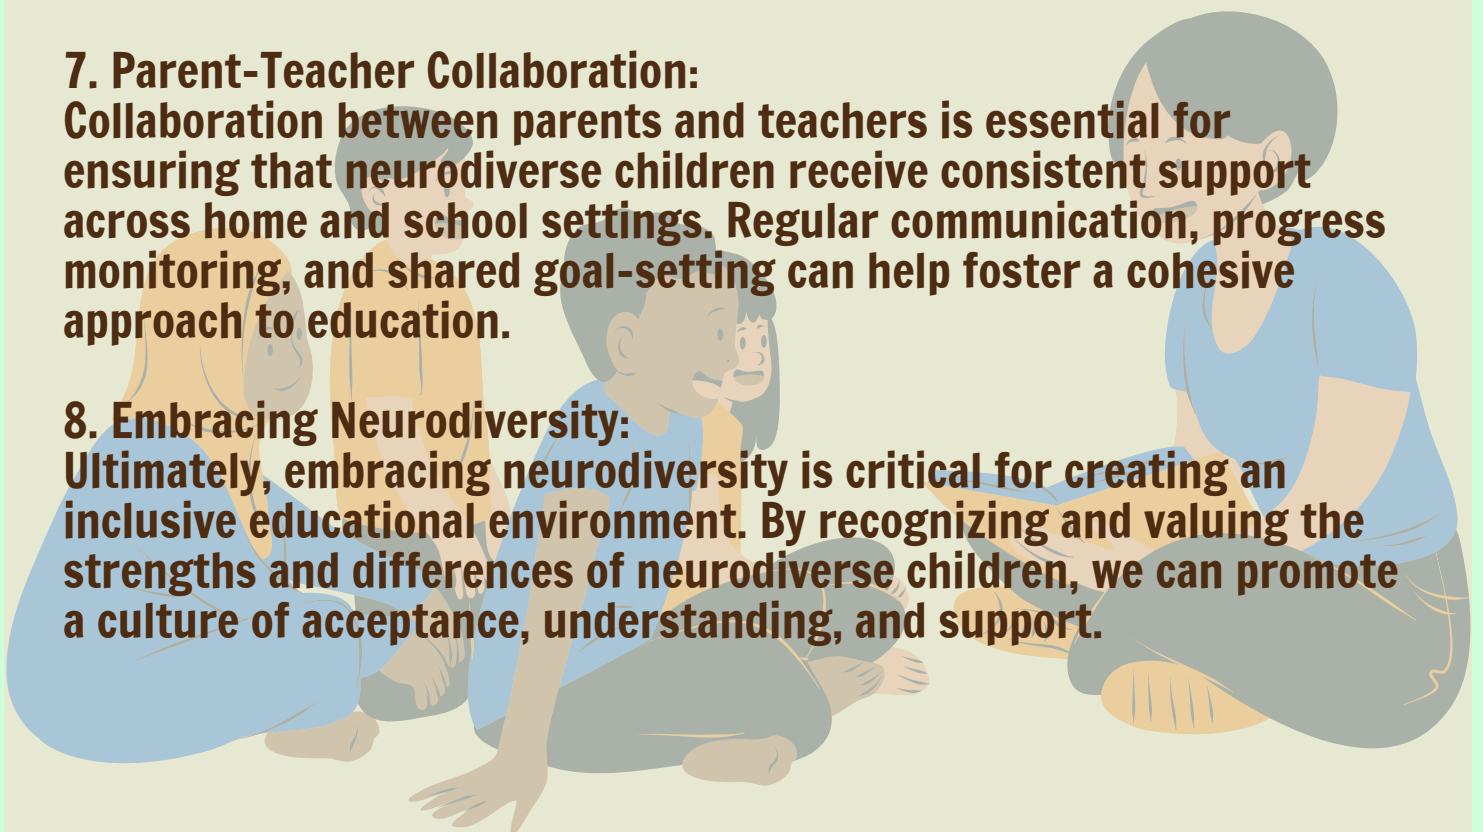 7. Parent-Teacher Collaboration:
Collaboration between parents and teachers is essential for
ensuring that neurodiverse children receive consistent support
across home and school settings. Regular communication, progress
monitoring, and shared goal-setting can help foster a cohesive
approach to education.
8. Embracing Neurodiversity:
Ultimately, embracing neurodiversity is critical for creating an
inclusive educational environment. By recognizing and valuing the
strengths and differences of neurodiverse children, we can promote
a culture of acceptance, understanding, and support.